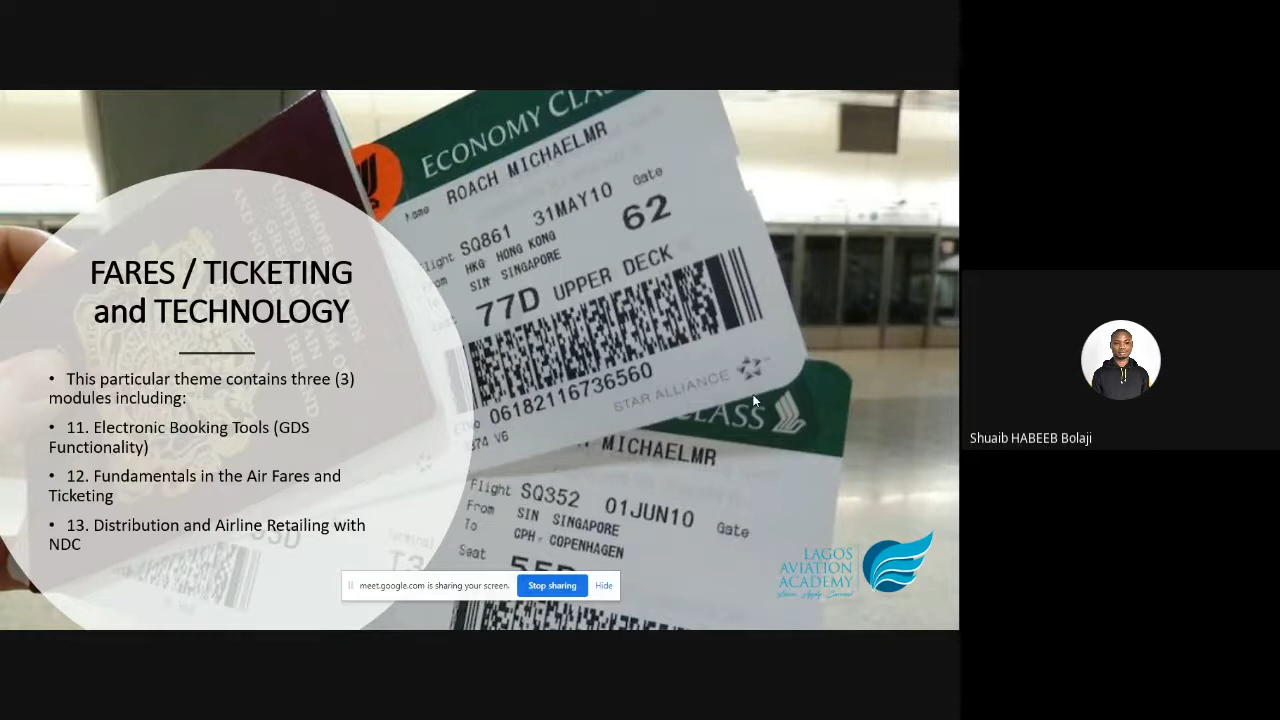 FARES / TICKETING
and TECHNOLOGY
• This particular theme contains three (3)
modules including:
• 11. Electronic Booking Tools (GDS
Functionality)
• 12. Fundamentals in the Air Fares and
Ticketing
• 13. Distribution and Airline Retailing with
NDC
ECONOMY CLAS
Name ROACH MICHAELMR
Flight SQ861 31MAY10 Gate
HKG HONG KONG 62
SIN SINGAPORE
77D UPPER DECK
06182116736560
STAR ALLIANCE
CLASS
MICHAELMR
Flight SQ352 01JUN10 Gate
From SIN SINGAPORE
To CPH COPENHAGEN
Seat
meet.google.com is sharing your screen. Stop sharing Hide
LAGOS
AVIATION
ACADEMY
Shuaib HABEEB Bolaji